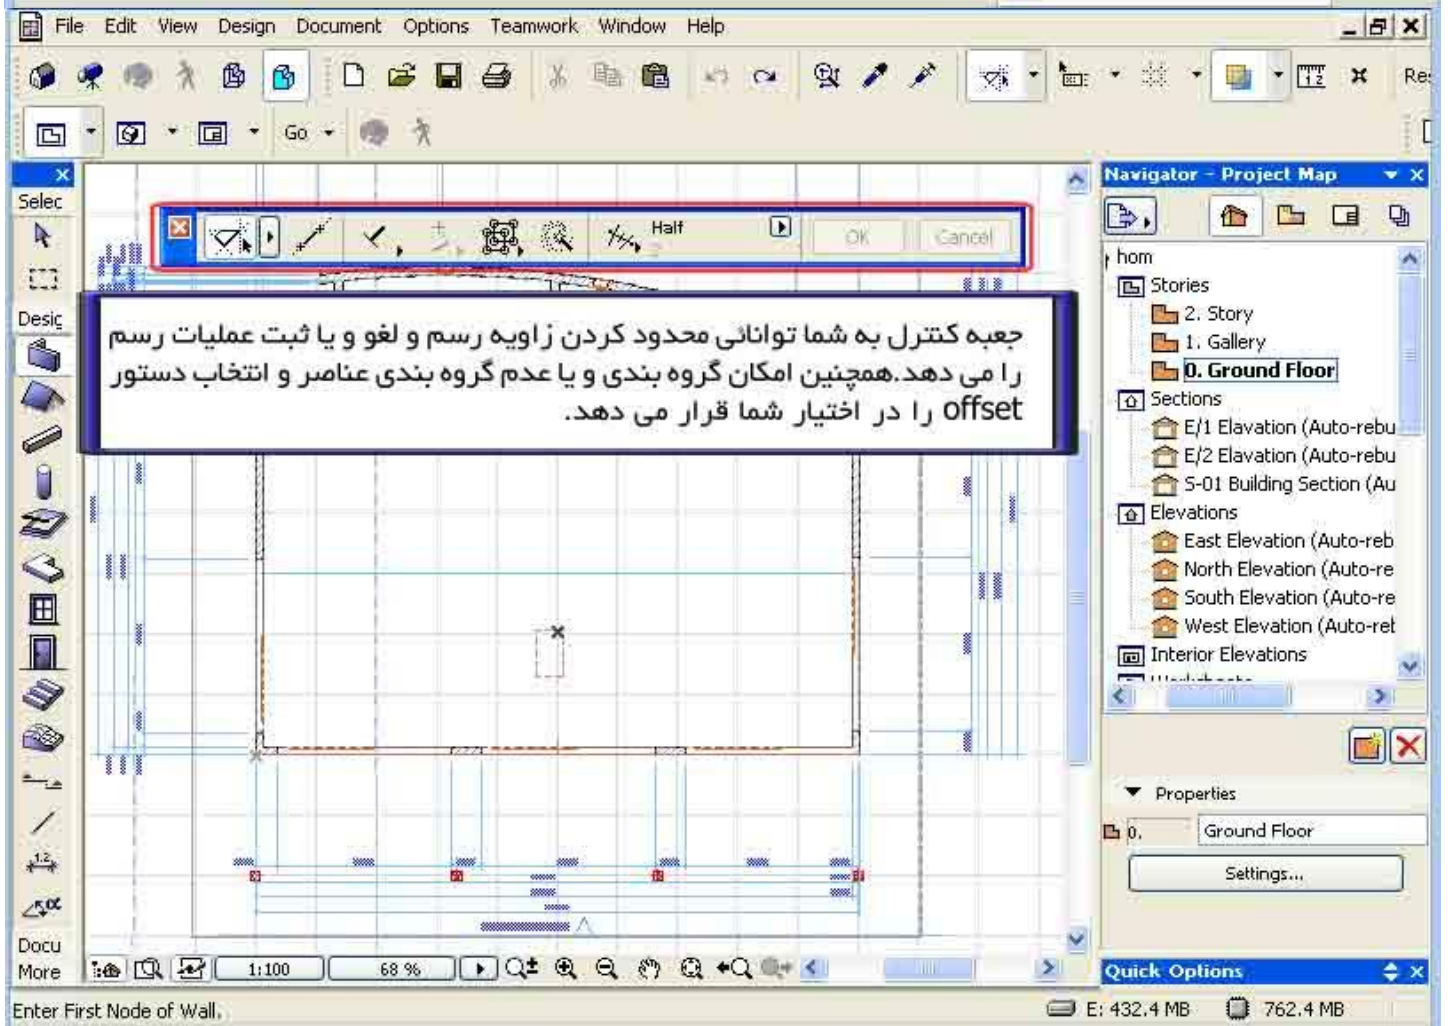 File Edit View Design Document Options Teamwork Window Help
Go
Selec
Half
OK Cancel
Desig
جعبه کنترل به شما توانائی محدود کردن زاویه رسم و لغو و یا ثبت عملیات رسم
را می دهد.همچنین امکان گروه بندی و یا عدم گروه بندی عناصر و انتخاب دستور
offset را در اختیار شما قرار می دهد.
Docu
More
1:100 68 %
Enter First Node of Wall.
Navigator - Project Map
hom
Stories
2. Story
1. Gallery
0. Ground Floor
Sections
E/1 Elavation (Auto-rebu
E/2 Elavation (Auto-rebu
S-01 Building Section (Au
Elevations
East Elevation (Auto-reb
North Elevation (Auto-re
South Elevation (Auto-re
West Elevation (Auto-ret
Interior Elevations
Properties
0. Ground Floor
Settings...
Quick Options
E: 432.4 MB 762.4 MB